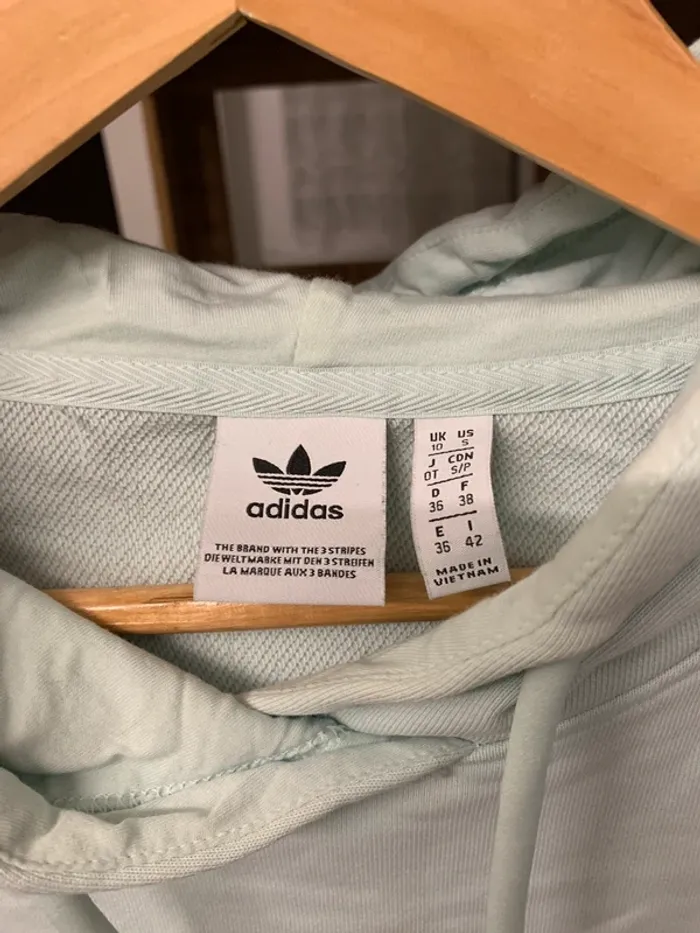 adidas
THE BRAND WITH THE 3 STRIPES
DIE WELTMARKE MIT DEN 3 STREIFEN
LA MARQUE AUX 3 BANDES
UK US
10 S
J CDN
OT S/P
D F
36 38
E I
36 42
MADE IN
VIETNAM